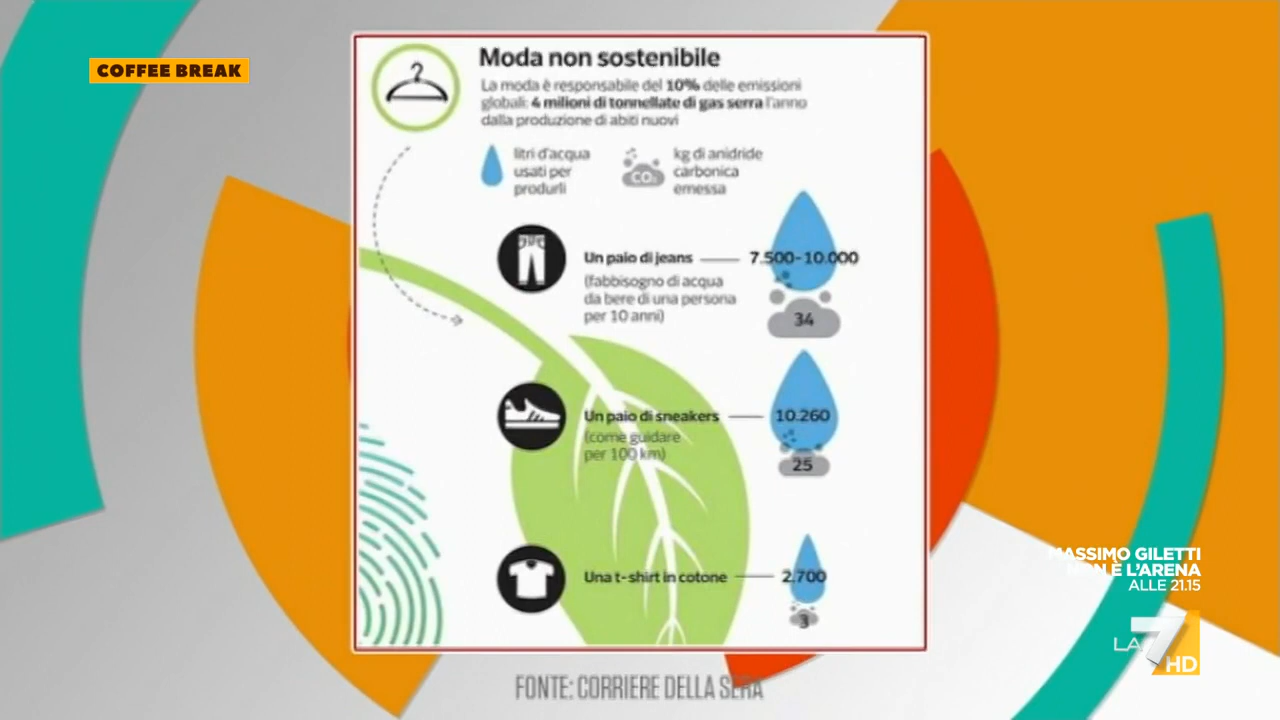 COFFEE BREAK
Moda non sostenibile
La moda è responsabile del 10% delle emissioni
globali: 4 milioni di tonnellate di gas serra l'anno
dalla produzione di abiti nuovi
litri d'acqua
usati per
produrli
CO₂
kg di anidride
carbonica
emessa
Un paio di jeans
7.500-10.000
(fabbisogno di acqua
da bere di una persona
per 10 anni)
34
Un paio di sneakers
10.260
(come guidare
per 100 km)
25
Una t-shirt in cotone
2.700
3
MASSIMO GILETTI
NON È L'ARENA
ALLE 21.15
LA 7
HD
FONTE: CORRIERE DELLA SERA